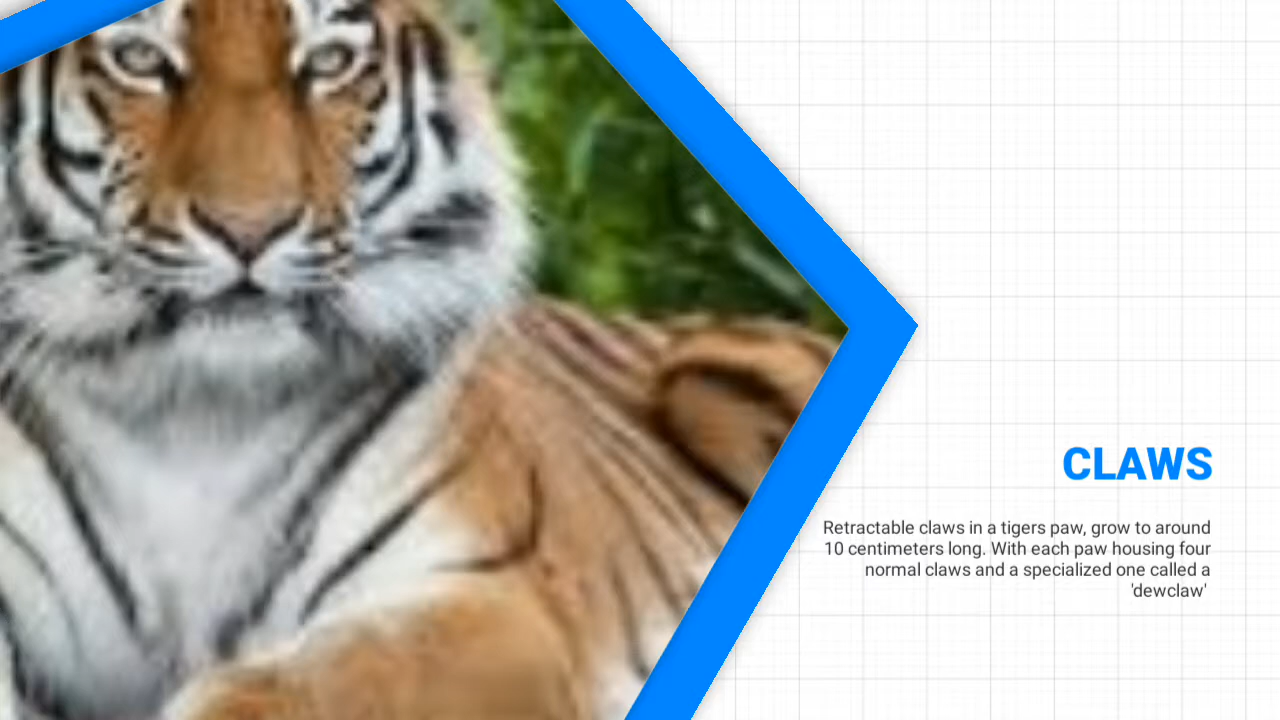 CLAWS
Retractable claws in a tigers paw, grow to around
10 centimeters long. With each paw housing four
normal claws and a specialized one called a
'dewclaw'